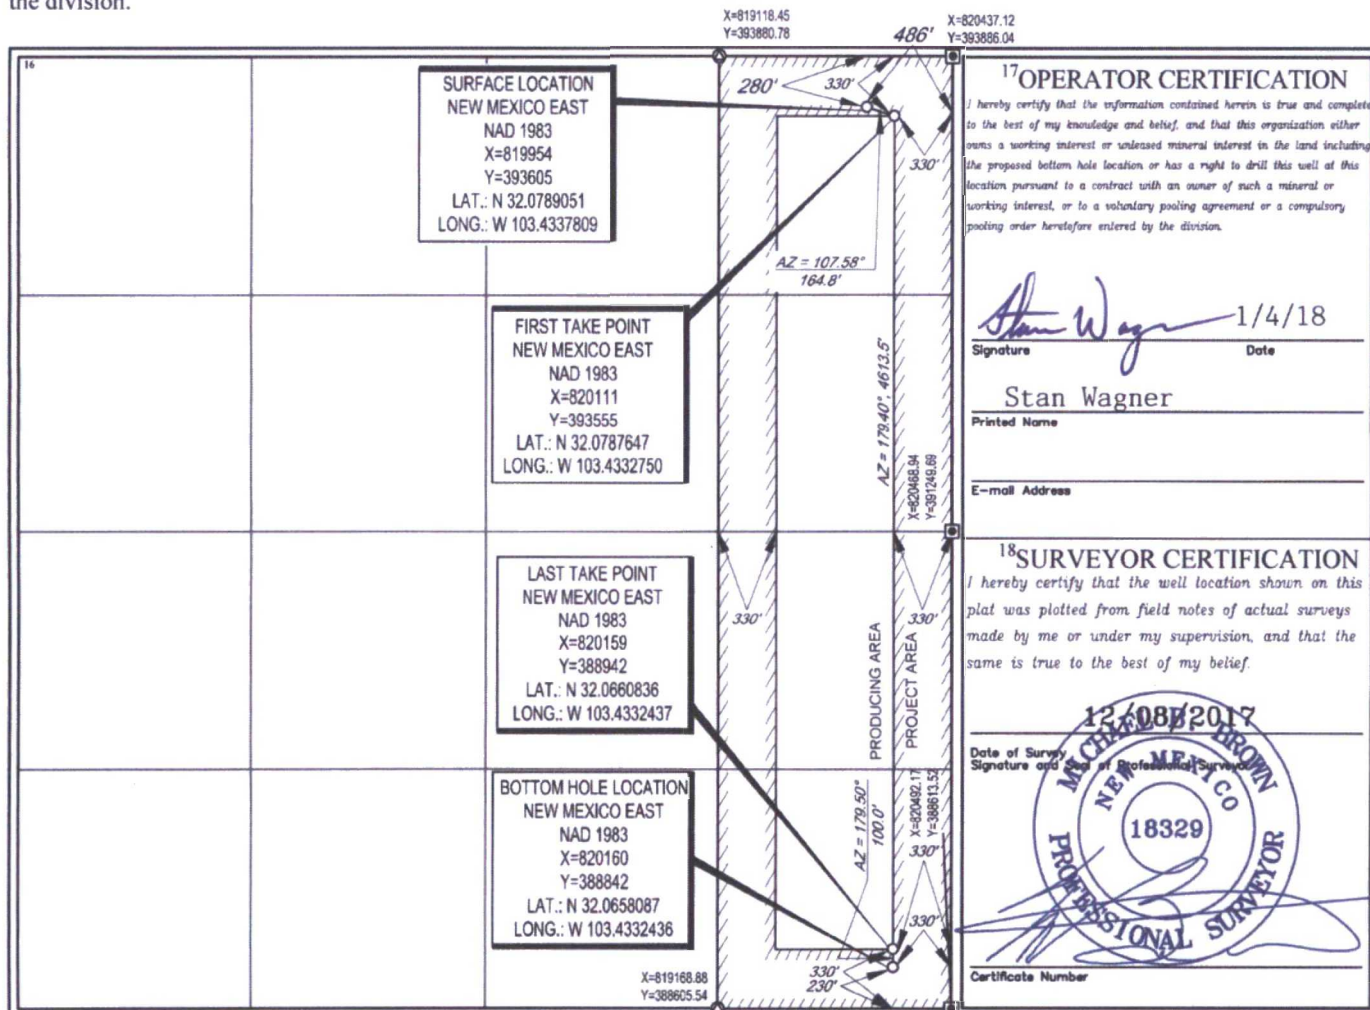 the division.
X=819118.45
Y=393880.78
486'
X=820437.12
Y=393886.04
16
SURFACE LOCATION
NEW MEXICO EAST
NAD 1983
X=819954
Y=393605
LAT.: N 32.0789051
LONG.: W 103.4337809
280'
330'
330'
AZ = 107.58°
164.8'
FIRST TAKE POINT
NEW MEXICO EAST
NAD 1983
X=820111
Y=393555
LAT.: N 32.0787647
LONG.: W 103.4332750
AZ = 179.40°, 4613.5'
X=820468.94
Y=391249.69
330'
330'
LAST TAKE POINT
NEW MEXICO EAST
NAD 1983
X=820159
Y=388942
LAT.: N 32.0660836
LONG.: W 103.4332437
PRODUCING AREA
PROJECT AREA
BOTTOM HOLE LOCATION
NEW MEXICO EAST
NAD 1983
X=820160
Y=388842
LAT.: N 32.0658087
LONG.: W 103.4332436
AZ = 179.50°
100.0'
X=820492.17
Y=388613.52
330'
330'
330'
230'
X=819168.88
Y=388605.54
17 OPERATOR CERTIFICATION
I hereby certify that the information contained herein is true and complete
to the best of my knowledge and belief, and that this organization either
owns a working interest or unleased mineral interest in the land including
the proposed bottom hole location or has a right to drill this well at this
location pursuant to a contract with an owner of such a mineral or
working interest, or to a voluntary pooling agreement or a compulsory
pooling order heretofore entered by the division.
Stan Wagner 1/4/18
Signature Date
Stan Wagner
Printed Name
E-mail Address
18 SURVEYOR CERTIFICATION
I hereby certify that the well location shown on this
plat was plotted from field notes of actual surveys
made by me or under my supervision, and that the
same is true to the best of my belief.
12/08/2017
Date of Survey
Signature and Seal of Professional Surveyor
MICHAEL B. BROWN
NEW MEXICO
18329
PROFESSIONAL SURVEYOR
Certificate Number